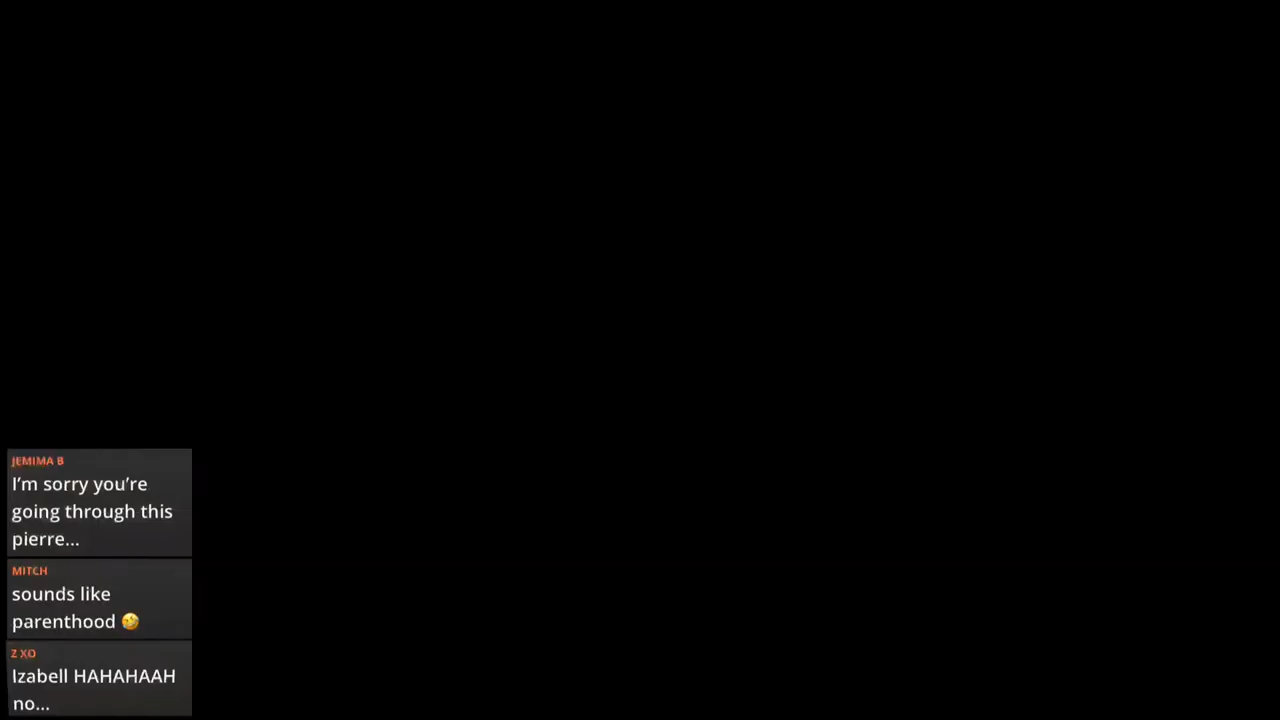 JEMIMA B
I’m sorry you’re
going through this
pierre...
MITCH
sounds like
parenthood 🤣
Z XO
Izabell HAHAHAAH
no...